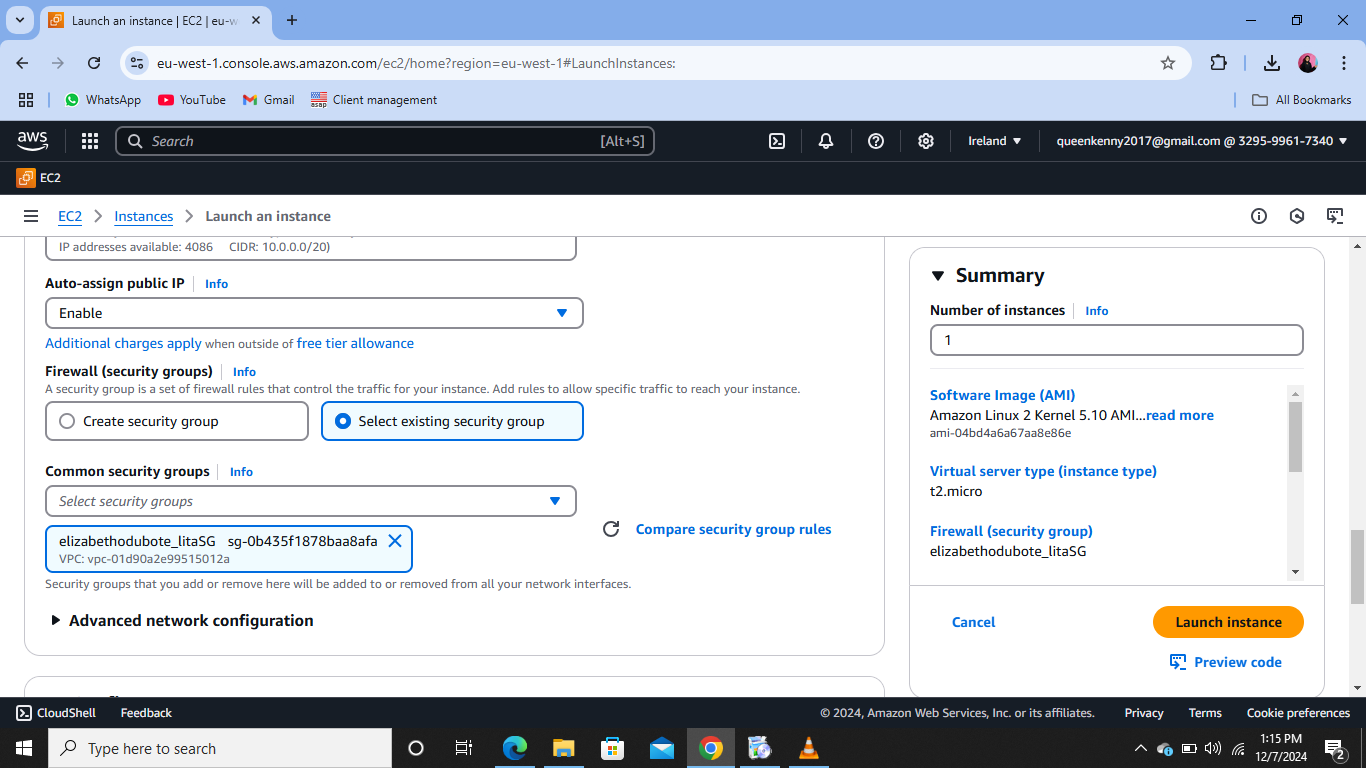 Launch an instance | EC2 | eu-w
eu-west-1.console.aws.amazon.com/ec2/home?region=eu-west-1#LaunchInstances:
WhatsApp
YouTube
Gmail
asap
Client management
All Bookmarks
aws
Search
[Alt+S]
Ireland
queenkenny2017@gmail.com @ 3295-9961-7340
EC2
EC2
Instances
Launch an instance
IP addresses available: 4086 CIDR: 10.0.0.0/20)
Auto-assign public IP
Info
Enable
Additional charges apply when outside of free tier allowance
Firewall (security groups)
Info
A security group is a set of firewall rules that control the traffic for your instance. Add rules to allow specific traffic to reach your instance.
Create security group
Select existing security group
Common security groups
Info
Select security groups
elizabethodubote_litaSG sg-0b435f1878baa8afa
VPC: vpc-01d90a2e99515012a
Compare security group rules
Security groups that you add or remove here will be added to or removed from all your network interfaces.
Advanced network configuration
Summary
Number of instances
Info
1
Software Image (AMI)
Amazon Linux 2 Kernel 5.10 AMI...read more
ami-04bd4a6a67aa8e86e
Virtual server type (instance type)
t2.micro
Firewall (security group)
elizabethodubote_litaSG
Cancel
Launch instance
Preview code
CloudShell
Feedback
© 2024, Amazon Web Services, Inc. or its affiliates.
Privacy
Terms
Cookie preferences
Type here to search
1:15 PM
12/7/2024
2